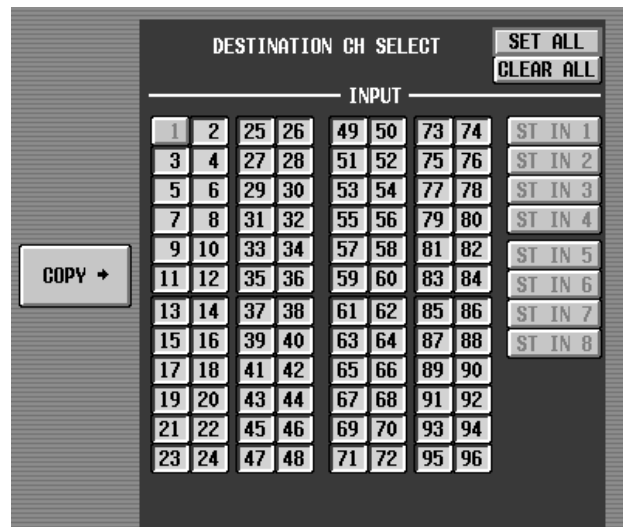 DESTINATION CH SELECT
SET ALL
CLEAR ALL
INPUT
1 2 25 26 49 50 73 74 ST IN 1
3 4 27 28 51 52 75 76 ST IN 2
5 6 29 30 53 54 77 78 ST IN 3
7 8 31 32 55 56 79 80 ST IN 4
9 10 33 34 57 58 81 82 ST IN 5
COPY →
11 12 35 36 59 60 83 84 ST IN 6
13 14 37 38 61 62 85 86 ST IN 7
15 16 39 40 63 64 87 88 ST IN 8
17 18 41 42 65 66 89 90
19 20 43 44 67 68 91 92
21 22 45 46 69 70 93 94
23 24 47 48 71 72 95 96